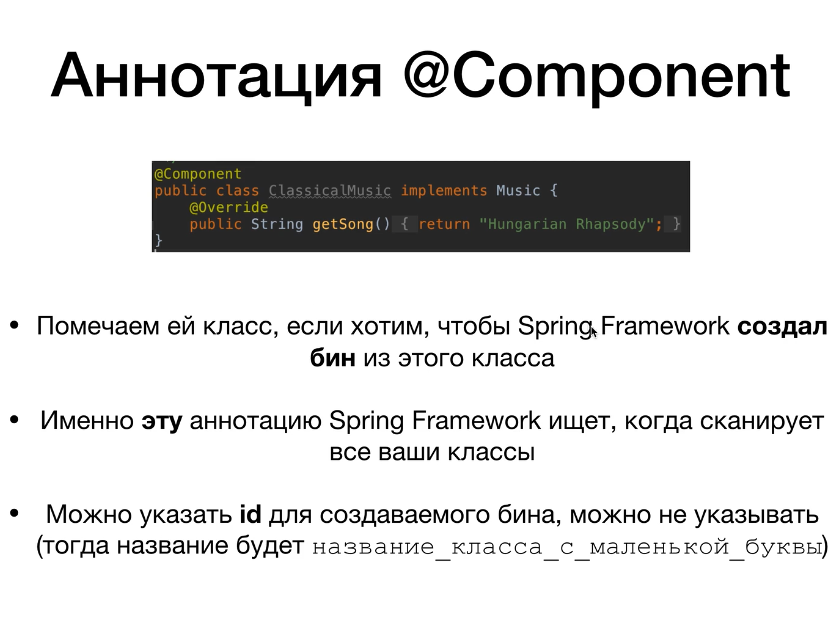 Аннотация @Component
@Component
public class ClassicalMusic implements Music {
@Override
public String getSong() { return "Hungarian Rhapsody"; }
}
• Помечаем ей класс, если хотим, чтобы Spring Framework создал
бин из этого класса
• Именно эту аннотацию Spring Framework ищет, когда сканирует
все ваши классы
• Можно указать id для создаваемого бина, можно не указывать
(тогда название будет название_класса_с_маленькой_буквы)